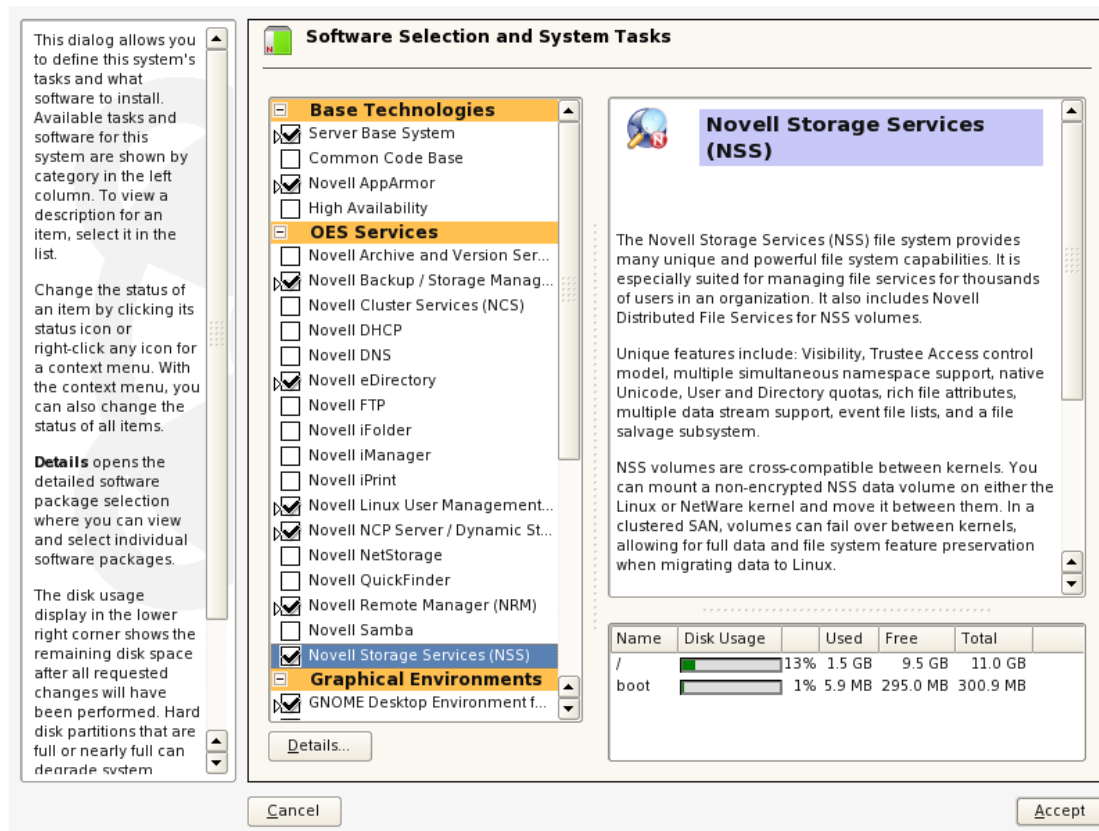 This dialog allows you
to define this system's
tasks and what
software to install.
Available tasks and
software for this
system are shown by
category in the left
column. To view a
description for an
item, select it in the
list.
Change the status of
an item by clicking its
status icon or
right-click any icon for
a context menu. With
the context menu, you
can also change the
status of all items.
Details opens the
detailed software
package selection
where you can view
and select individual
software packages.
The disk usage
display in the lower
right corner shows the
remaining disk space
after all requested
changes will have
been performed. Hard
disk partitions that are
full or nearly full can
degrade system
Software Selection and System Tasks
Base Technologies
Server Base System
Common Code Base
Novell AppArmor
High Availability
OES Services
Novell Archive and Version Ser...
Novell Backup / Storage Manag...
Novell Cluster Services (NCS)
Novell DHCP
Novell DNS
Novell eDirectory
Novell FTP
Novell iFolder
Novell iManager
Novell iPrint
Novell Linux User Management...
Novell NCP Server / Dynamic St...
Novell NetStorage
Novell QuickFinder
Novell Remote Manager (NRM)
Novell Samba
Novell Storage Services (NSS)
Graphical Environments
GNOME Desktop Environment f...
Details...
Novell Storage Services
(NSS)
The Novell Storage Services (NSS) file system provides
many unique and powerful file system capabilities. It is
especially suited for managing file services for thousands
of users in an organization. It also includes Novell
Distributed File Services for NSS volumes.
Unique features include: Visibility, Trustee Access control
model, multiple simultaneous namespace support, native
Unicode, User and Directory quotas, rich file attributes,
multiple data stream support, event file lists, and a file
salvage subsystem.
NSS volumes are cross-compatible between kernels. You
can mount a non-encrypted NSS data volume on either the
Linux or NetWare kernel and move it between them. In a
clustered SAN, volumes can fail over between kernels,
allowing for full data and file system feature preservation
when migrating data to Linux.
Name Disk Usage Used Free Total
/ 13% 1.5 GB 9.5 GB 11.0 GB
boot 1% 5.9 MB 295.0 MB 300.9 MB
Cancel
Accept